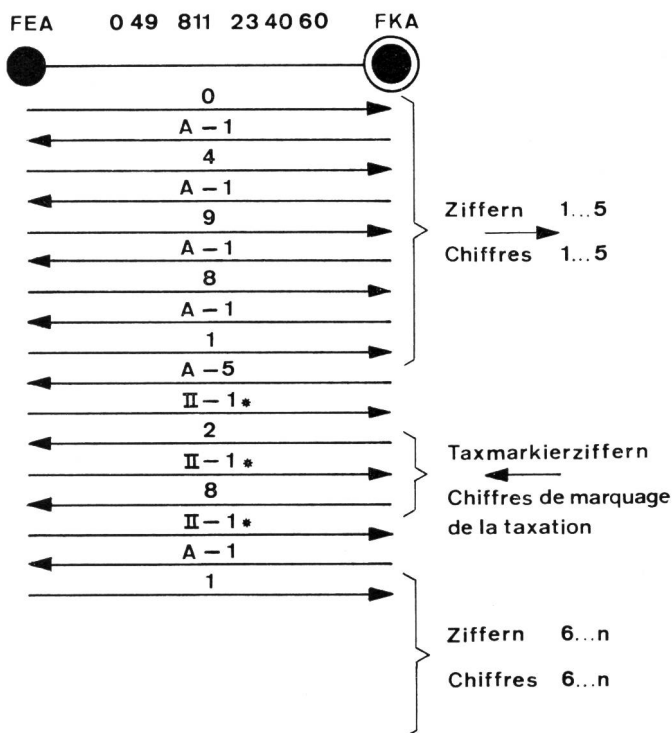 FEA 0 49 811 23 40 60 FKA
0
A – 1
4
A – 1
9
A – 1
8
A – 1
1
A – 5
II – 1 *
2
II – 1 *
8
II – 1 *
A – 1
1
Ziffern 1...5
Chiffres 1...5
Taxmarkierziffern
Chiffres de marquage
de la taxation
Ziffern 6...n
Chiffres 6...n